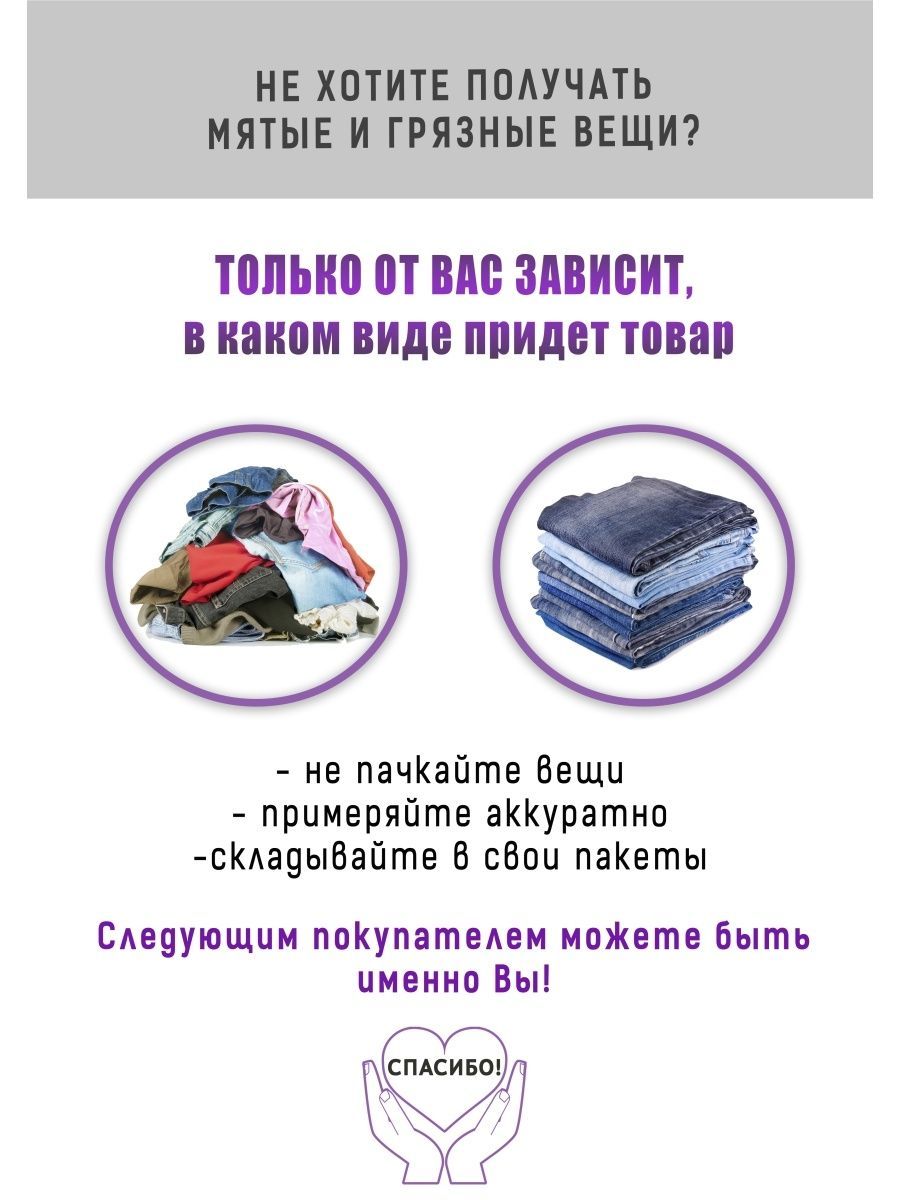 НЕ ХОТИТЕ ПОЛУЧАТЬ
МЯТЫЕ И ГРЯЗНЫЕ ВЕЩИ?
ТОЛЬКО ОТ ВАС ЗАВИСИТ,
в каком виде придет товар
- не пачкайте вещи
- примеряйте аккуратно
-складывайте в свои пакеты
Следующим покупателем можете быть
именно Вы!
СПАСИБО!